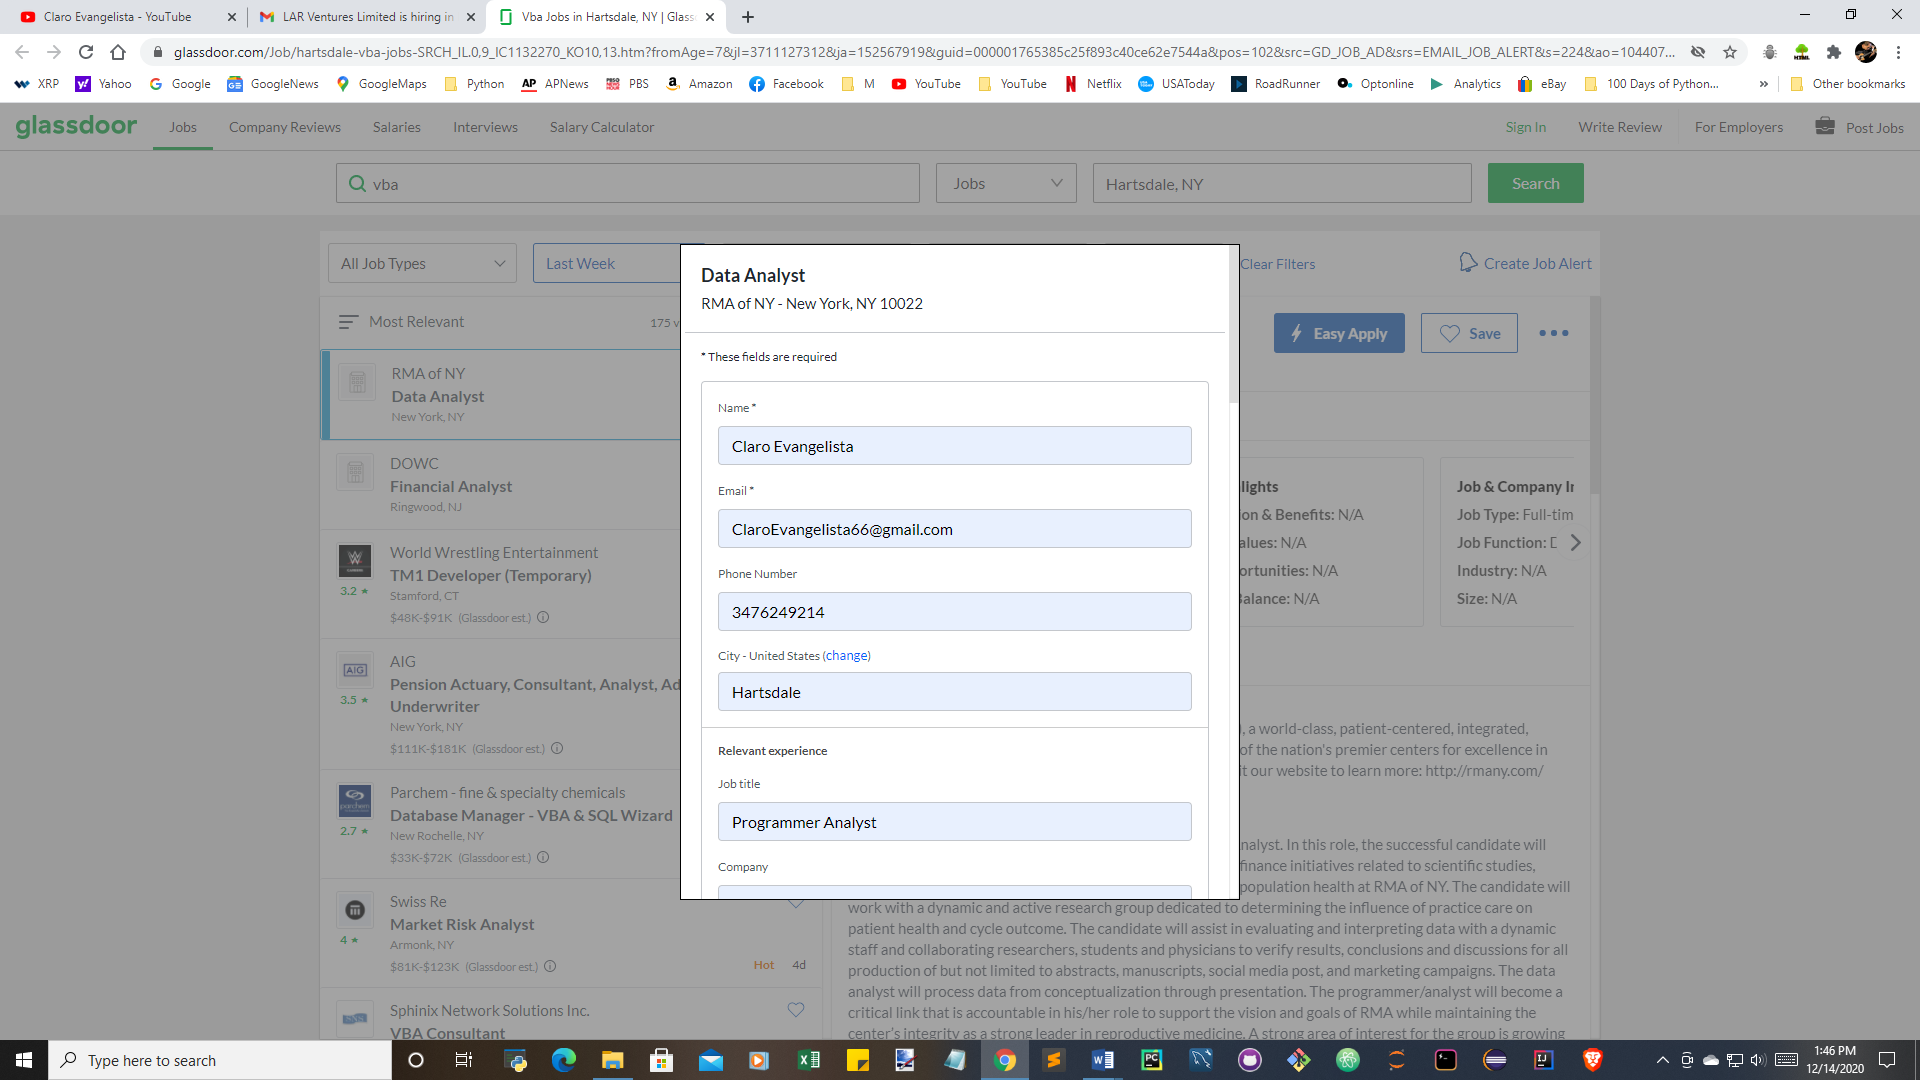 Claro Evangelista - YouTube
LAR Ventures Limited is hiring in
Vba Jobs in Hartsdale, NY | Glass
glassdoor.com/Job/hartsdale-vba-jobs-SRCH_IL.0,9_IC1132270_KO10,13.htm?fromAge=7&jl=3711127312&ja=152567919&guid=000001765385c25f893c40ce62e7544a&pos=102&src=GD_JOB_AD&srs=EMAIL_JOB_ALERT&s=224&ao=104407...
XRP Yahoo Google GoogleNews GoogleMaps Python APNews PBS Amazon Facebook M YouTube YouTube Netflix USAToday RoadRunner Optonline Analytics eBay 100 Days of Python... » Other bookmarks
glassdoor Jobs Company Reviews Salaries Interviews Salary Calculator Sign In Write Review For Employers Post Jobs
vba Jobs Hartsdale, NY Search
All Job Types Last Week Clear Filters Create Job Alert
Most Relevant 175 v
Easy Apply Save
RMA of NY
Data Analyst
New York, NY
DOWC
Financial Analyst
Ringwood, NJ
World Wrestling Entertainment
TM1 Developer (Temporary)
Stamford, CT
3.2 ★
$48K-$91K (Glassdoor est.)
AIG
Pension Actuary, Consultant, Analyst, Ad
Underwriter
3.5 ★
New York, NY
$111K-$181K (Glassdoor est.)
Parchem - fine & specialty chemicals
Database Manager - VBA & SQL Wizard
2.7 ★
New Rochelle, NY
$33K-$72K (Glassdoor est.)
Swiss Re
Market Risk Analyst
4 ★
Armonk, NY
$81K-$123K (Glassdoor est.)
Hot 4d
Sphinix Network Solutions Inc.
VBA Consultant
Data Analyst
RMA of NY - New York, NY 10022
* These fields are required
Name *
Claro Evangelista
Email *
ClaroEvangelista66@gmail.com
Phone Number
3476249214
City - United States (change)
Hartsdale
Relevant experience
Job title
Programmer Analyst
Company
lights
on & Benefits: N/A
alues: N/A
ortunities: N/A
Balance: N/A
Job & Company In
Job Type: Full-tim
Job Function: D
Industry: N/A
Size: N/A
), a world-class, patient-centered, integrated,
of the nation's premier centers for excellence in
it our website to learn more: http://rmany.com/
nalyst. In this role, the successful candidate will
finance initiatives related to scientific studies,
population health at RMA of NY. The candidate will
work with a dynamic and active research group dedicated to determining the influence of practice care on
patient health and cycle outcome. The candidate will assist in evaluating and interpreting data with a dynamic
staff and collaborating researchers, students and physicians to verify results, conclusions and discussions for all
production of but not limited to abstracts, manuscripts, social media post, and marketing campaigns. The data
analyst will process data from conceptualization through presentation. The programmer/analyst will become a
critical link that is accountable in his/her role to support the vision and goals of RMA while maintaining the
center's integrity as a strong leader in reproductive medicine. A strong area of interest for the group is growing
Type here to search
1:46 PM
12/14/2020